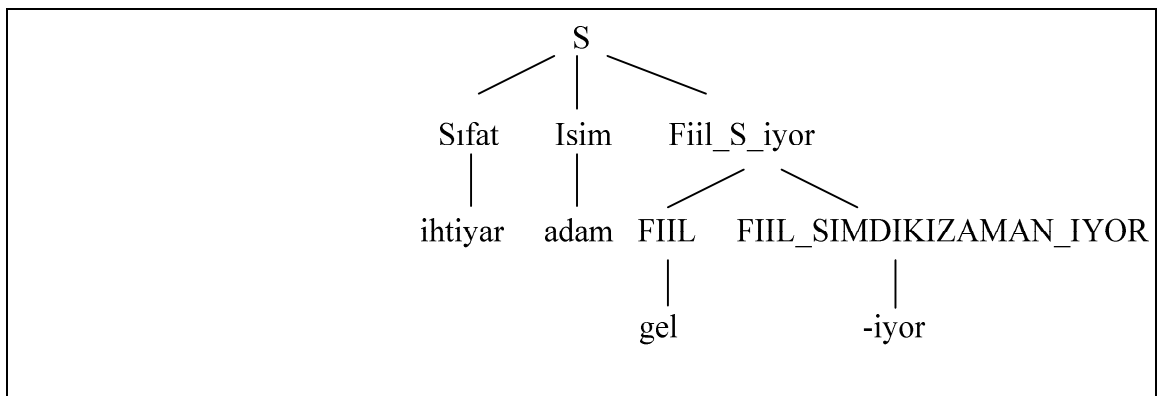 S
Sıfat Isim Fiil_S_iyor
ihtiyar adam FIIL FIIL_SIMDIKIZAMAN_IYOR
gel -iyor